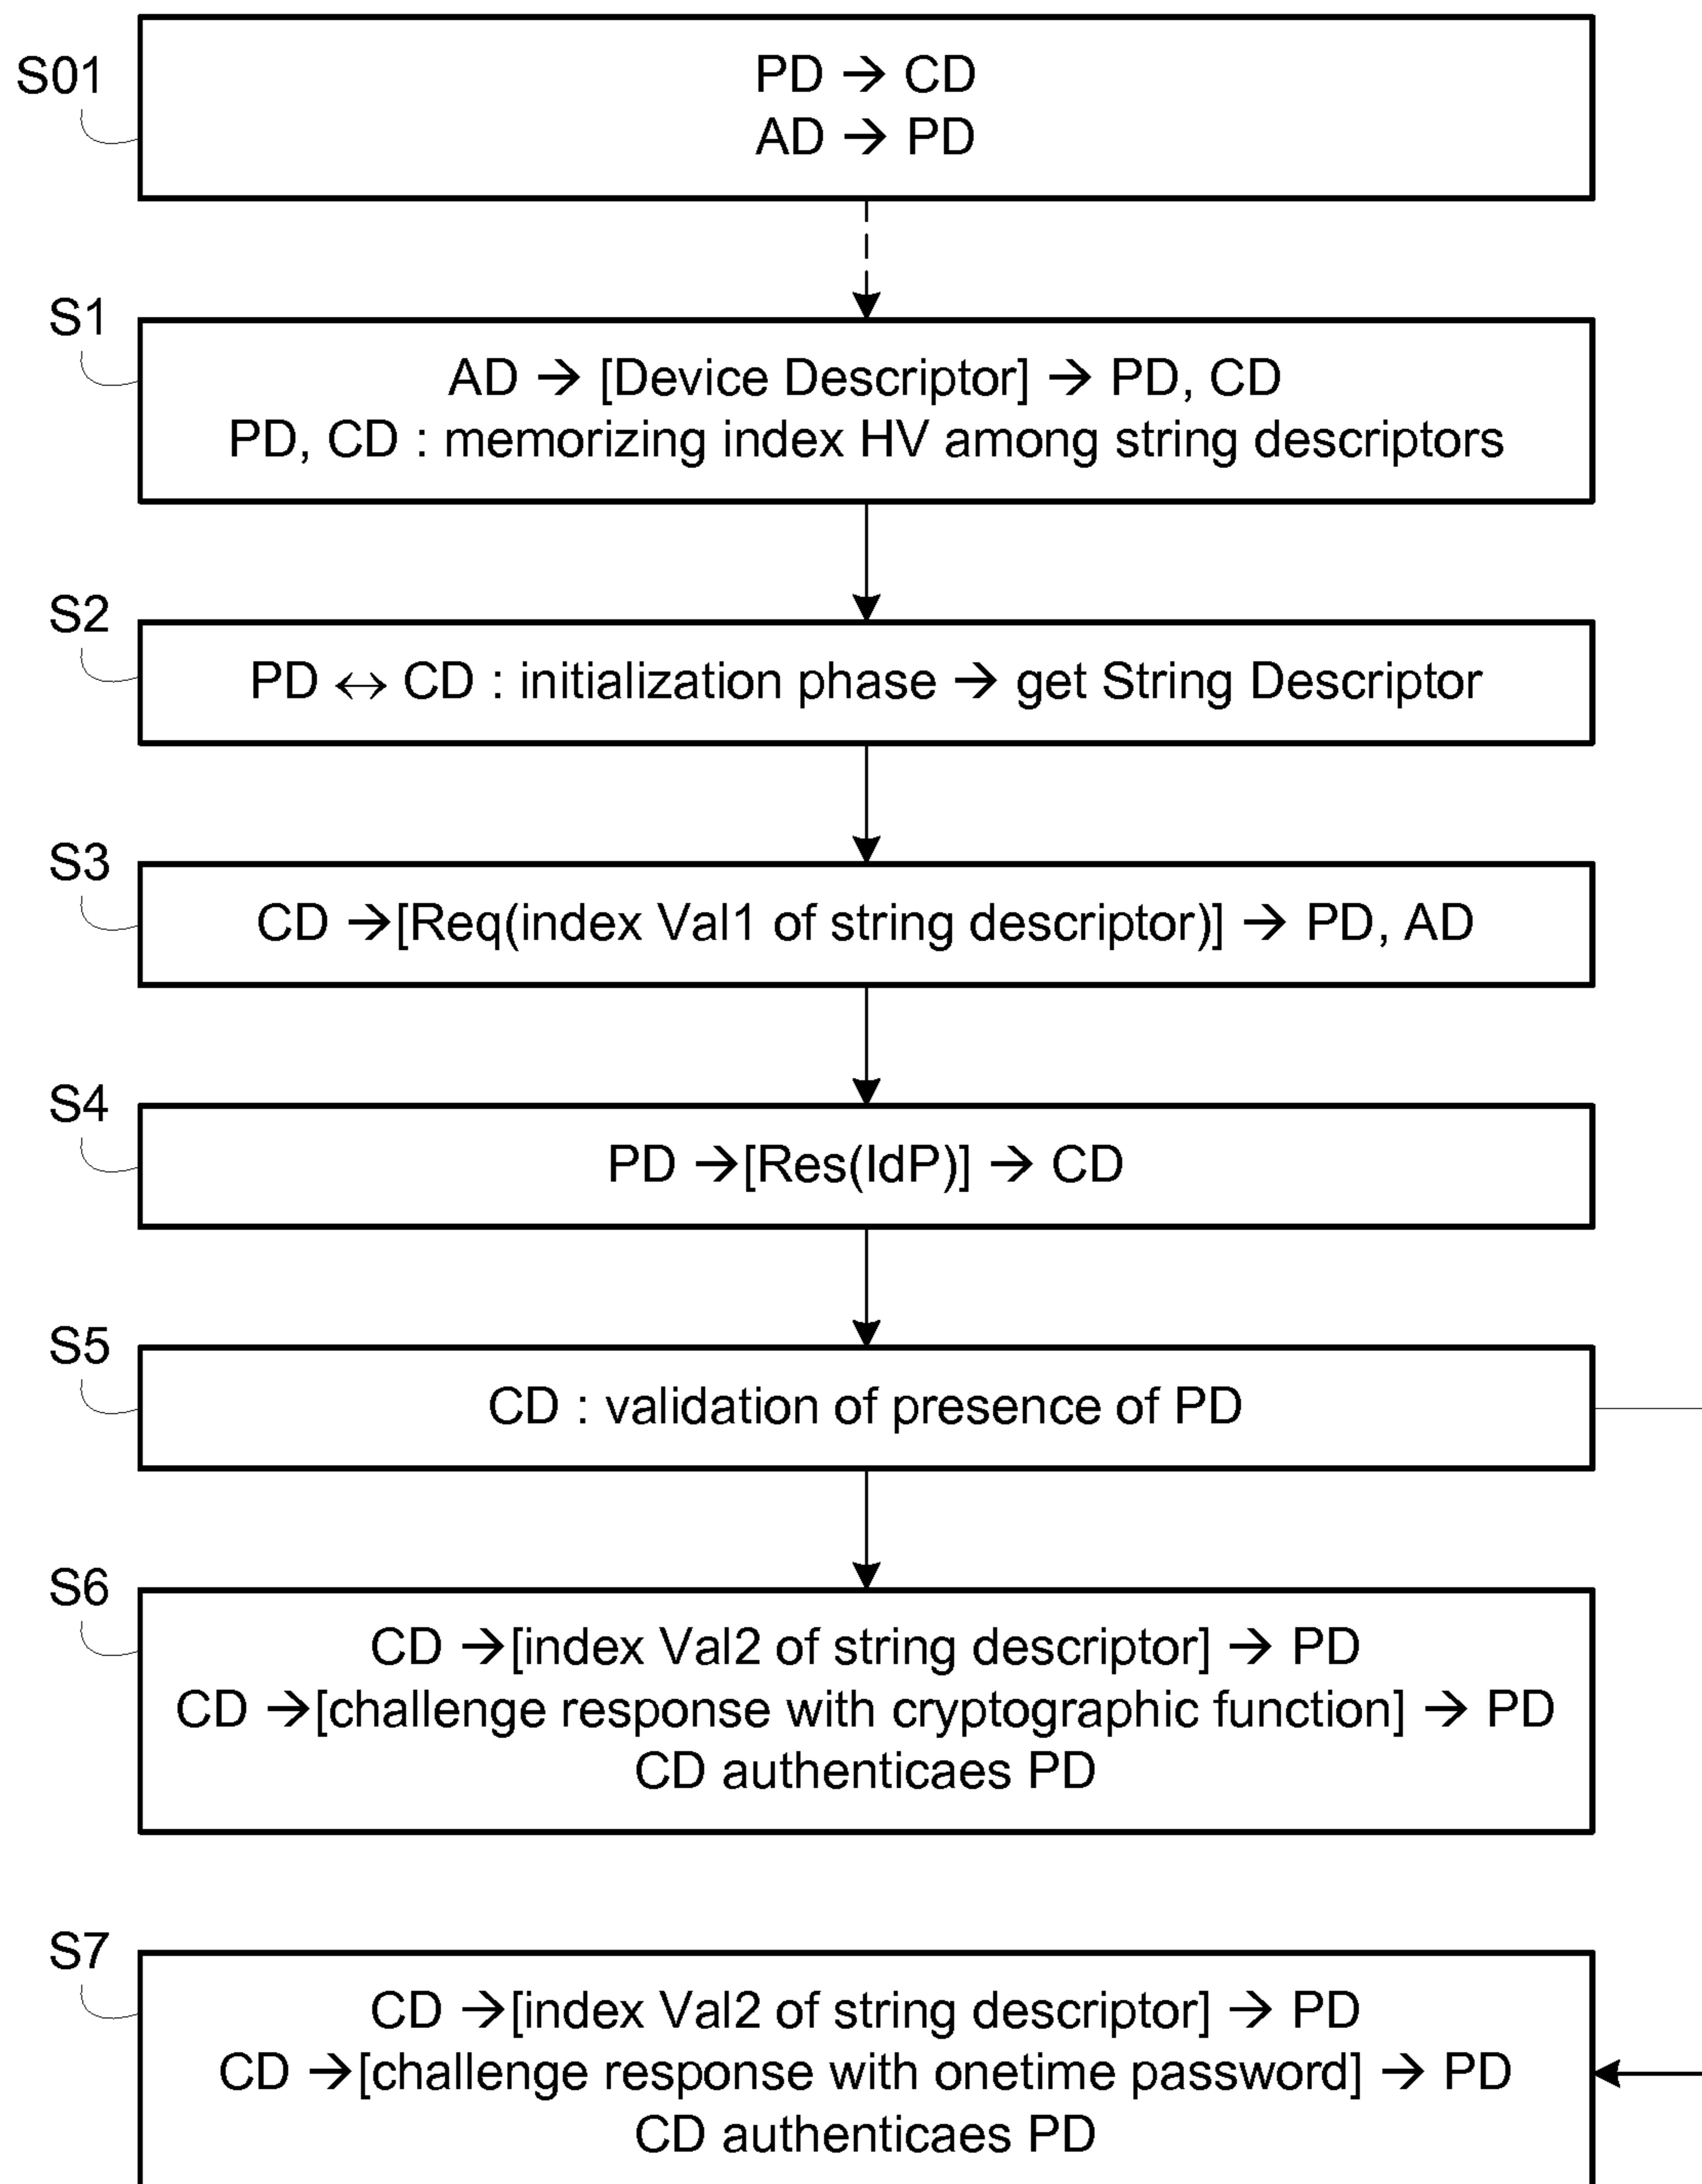 S01
PD → CD
AD → PD
S1
AD → [Device Descriptor] → PD, CD
PD, CD : memorizing index HV among string descriptors
S2
PD ↔ CD : initialization phase → get String Descriptor
S3
CD →[Req(index Val1 of string descriptor)] → PD, AD
S4
PD →[Res(IdP)] → CD
S5
CD : validation of presence of PD
S6
CD →[index Val2 of string descriptor] → PD
CD →[challenge response with cryptographic function] → PD
CD authenticaes PD
S7
CD →[index Val2 of string descriptor] → PD
CD →[challenge response with onetime password] → PD
CD authenticaes PD